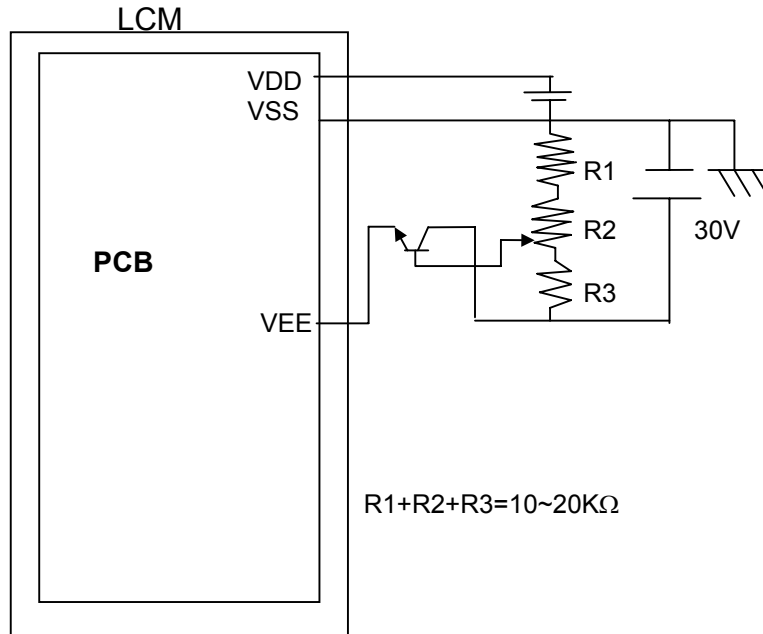 LCM
VDD
VSS
R1
R2
30V
PCB
R3
VEE
R1+R2+R3=10~20KΩ